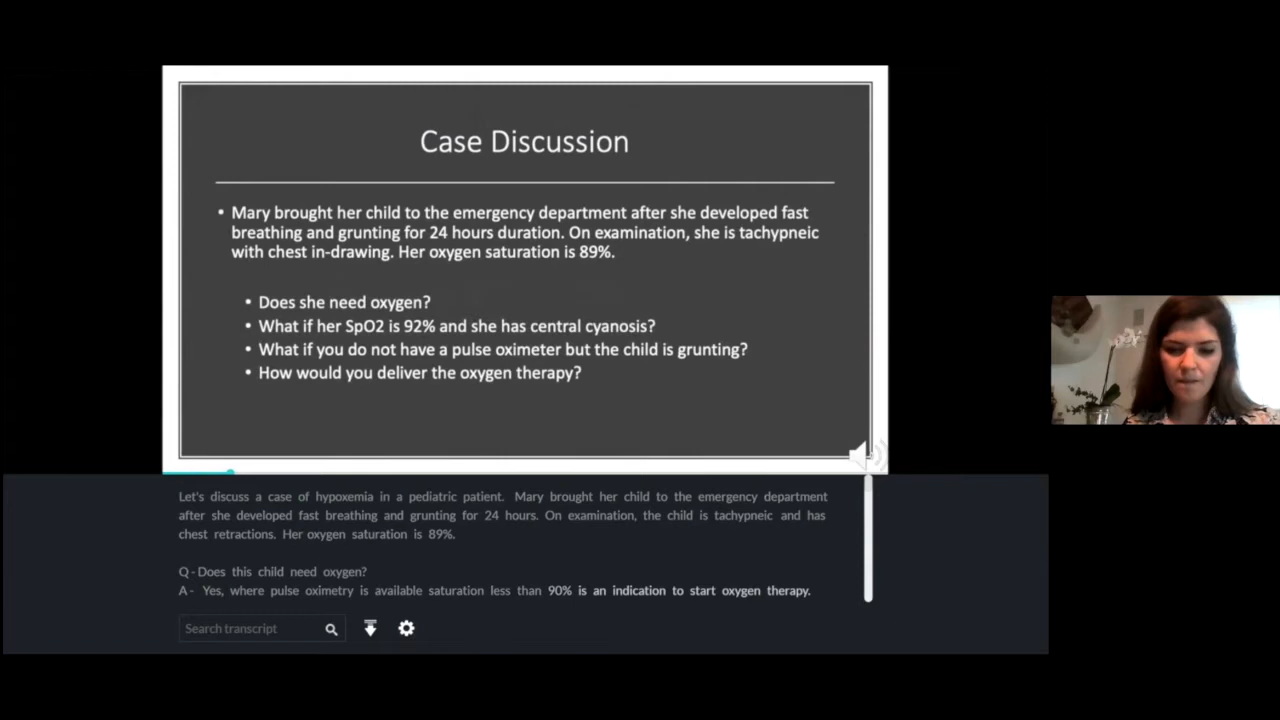 Case Discussion
• Mary brought her child to the emergency department after she developed fast
breathing and grunting for 24 hours duration. On examination, she is tachypneic
with chest in-drawing. Her oxygen saturation is 89%.
• Does she need oxygen?
• What if her SpO2 is 92% and she has central cyanosis?
• What if you do not have a pulse oximeter but the child is grunting?
• How would you deliver the oxygen therapy?
Let's discuss a case of hypoxemia in a pediatric patient. Mary brought her child to the emergency department
after she developed fast breathing and grunting for 24 hours. On examination, the child is tachypneic and has
chest retractions. Her oxygen saturation is 89%.
Q - Does this child need oxygen?
A - Yes, where pulse oximetry is available saturation less than 90% is an indication to start oxygen therapy.
Search transcript